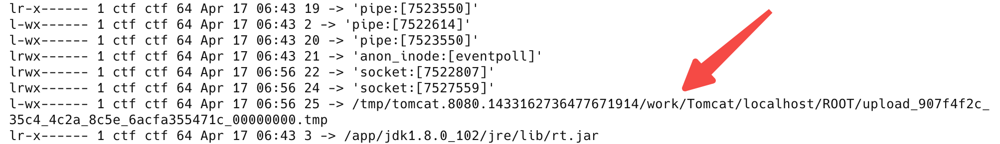 lr-x------ 1 ctf ctf 64 Apr 17 06:43 19 -> 'pipe:[7523550]'
l-wx------ 1 ctf ctf 64 Apr 17 06:43 2 -> 'pipe:[7522614]'
l-wx------ 1 ctf ctf 64 Apr 17 06:43 20 -> 'pipe:[7523550]'
lrwx------ 1 ctf ctf 64 Apr 17 06:43 21 -> 'anon_inode:[eventpoll]'
lrwx------ 1 ctf ctf 64 Apr 17 06:56 22 -> 'socket:[7522807]'
lrwx------ 1 ctf ctf 64 Apr 17 06:56 24 -> 'socket:[7527559]'
l-wx------ 1 ctf ctf 64 Apr 17 06:56 25 -> /tmp/tomcat.8080.1433162736477671914/work/Tomcat/localhost/ROOT/upload_907f4f2c_
35c4_4c2a_8c5e_6acfa355471c_00000000.tmp
lr-x------ 1 ctf ctf 64 Apr 17 06:43 3 -> /app/jdk1.8.0_102/jre/lib/rt.jar